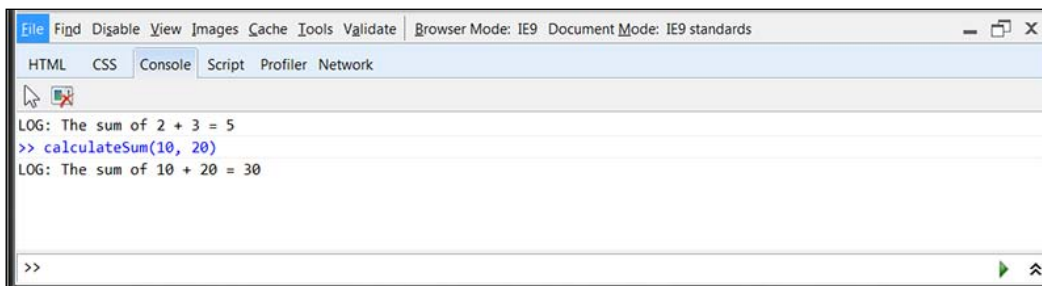 File Find Disable View Images Cache Tools Validate Browser Mode: IE9 Document Mode: IE9 standards
HTML CSS Console Script Profiler Network
LOG: The sum of 2 + 3 = 5
>> calculateSum(10, 20)
LOG: The sum of 10 + 20 = 30
>>